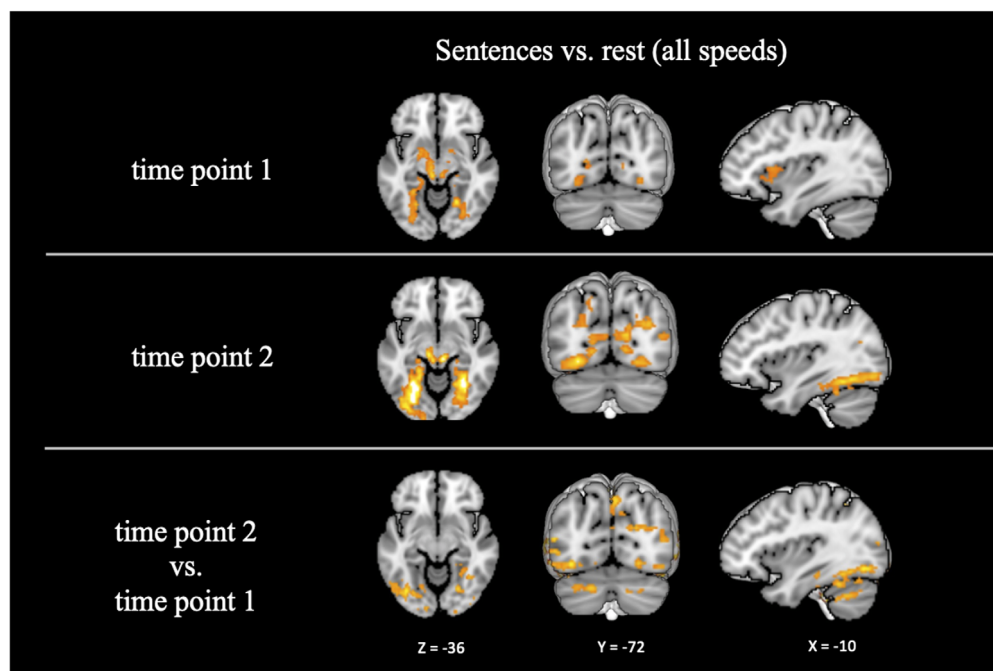 Sentences vs. rest (all speeds)
time point 1
time point 2
time point 2
vs.
time point 1
Z = -36
Y = -72
X = -10